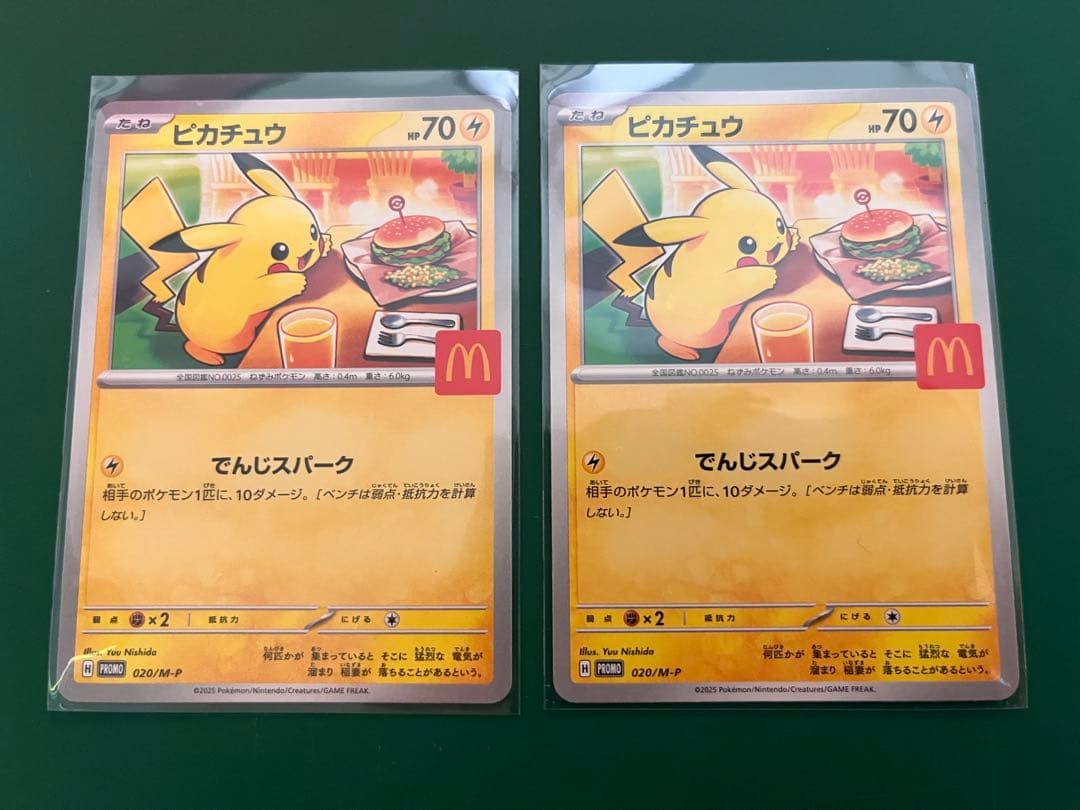 たね ピカチュウ HP 70
全国図鑑NO.0025 ねずみポケモン 高さ:0.4m 重さ:6.0kg
でんじスパーク
相手のポケモン1匹に、10ダメージ。[ベンチは弱点・抵抗力を計算
しない。]
弱点 ×2 抵抗力 にげる
Illus. Yuu Nishida
何匹かが 集まっていると そこに 猛烈な 電気が
溜まり 稲妻が 落ちることがあるという。
H PROMO 020/M-P
©2025 Pokémon/Nintendo/Creatures/GAME FREAK.
たね ピカチュウ HP 70
全国図鑑NO.0025 ねずみポケモン 高さ:0.4m 重さ:6.0kg
でんじスパーク
相手のポケモン1匹に、10ダメージ。[ベンチは弱点・抵抗力を計算
しない。]
弱点 ×2 抵抗力 にげる
Illus. Yuu Nishida
何匹かが 集まっていると そこに 猛烈な 電気が
溜まり 稲妻が 落ちることがあるという。
H PROMO 020/M-P
©2025 Pokémon/Nintendo/Creatures/GAME FREAK.